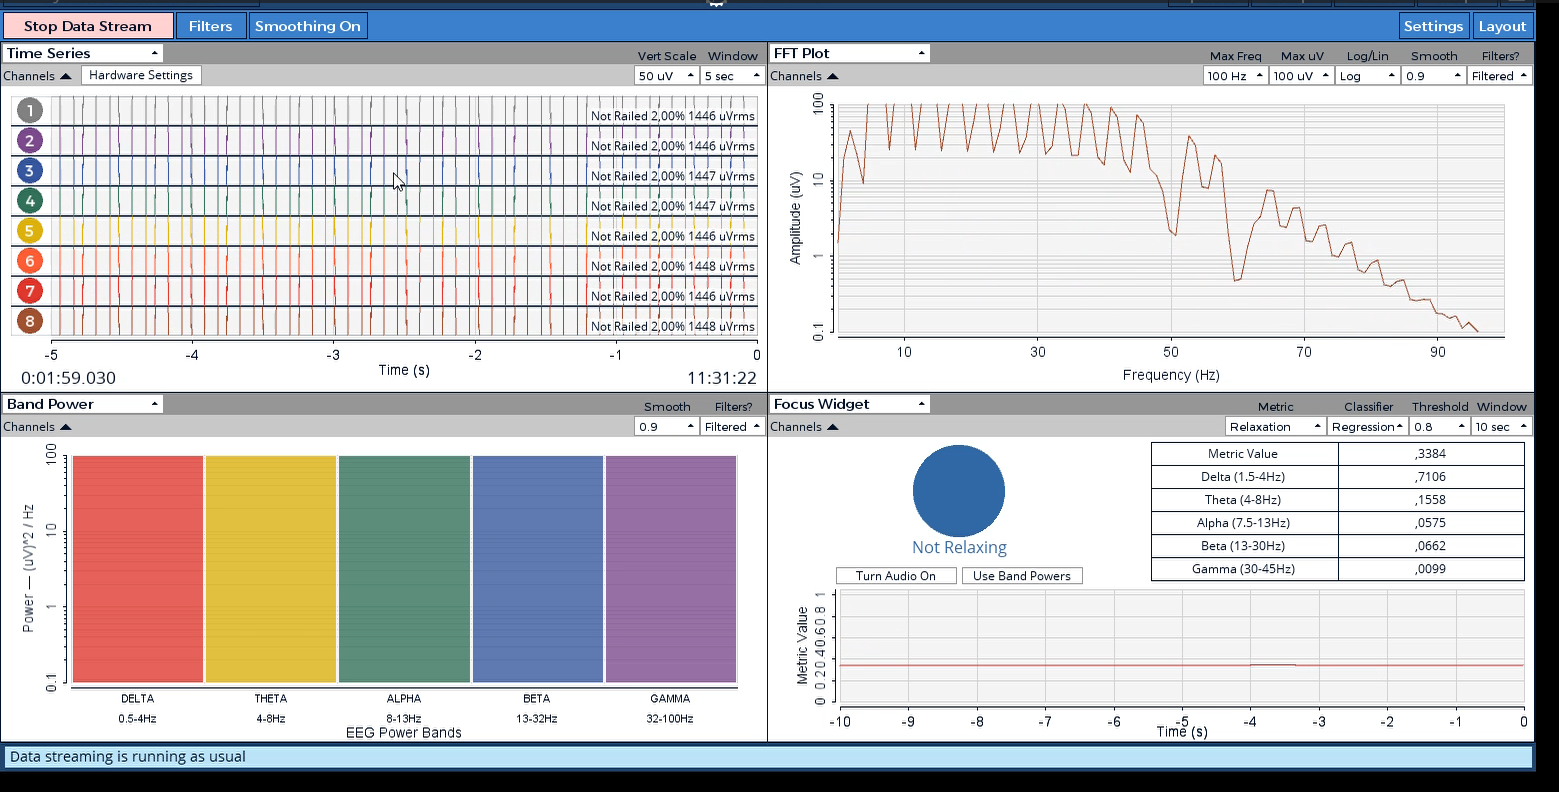 Stop Data Stream Filters Smoothing On Settings Layout
Time Series
Vert Scale Window
Channels Hardware Settings 50 uV 5 sec
1 Not Railed 2,00% 1446 uVrms
2 Not Railed 2,00% 1446 uVrms
3 Not Railed 2,00% 1447 uVrms
4 Not Railed 2,00% 1447 uVrms
5 Not Railed 2,00% 1446 uVrms
6 Not Railed 2,00% 1448 uVrms
7 Not Railed 2,00% 1446 uVrms
8 Not Railed 2,00% 1448 uVrms
-5 -4 -3 -2 -1 0
Time (s)
0:01:59.030 11:31:22
FFT Plot
Max Freq Max uV Log/Lin Smooth Filters?
Channels 100 Hz 100 uV Log 0.9 Filtered
Amplitude (uV)
100
10
1
0.1
10 30 50 70 90
Frequency (Hz)
Band Power
Smooth Filters?
Channels 0.9 Filtered
Power — (uV)^2 / Hz
100
10
1
0.1
DELTA THETA ALPHA BETA GAMMA
0.5-4Hz 4-8Hz 8-13Hz 13-32Hz 32-100Hz
EEG Power Bands
Focus Widget
Metric Classifier Threshold Window
Channels Relaxation Regression 0.8 10 sec
Not Relaxing
Turn Audio On Use Band Powers
Metric Value ,3384
Delta (1.5-4Hz) ,7106
Theta (4-8Hz) ,1558
Alpha (7.5-13Hz) ,0575
Beta (13-30Hz) ,0662
Gamma (30-45Hz) ,0099
Metric Value
1
0.8
0.6
0.4
0.2
0
-10 -9 -8 -7 -6 -5 -4 -3 -2 -1 0
Time (s)
Data streaming is running as usual